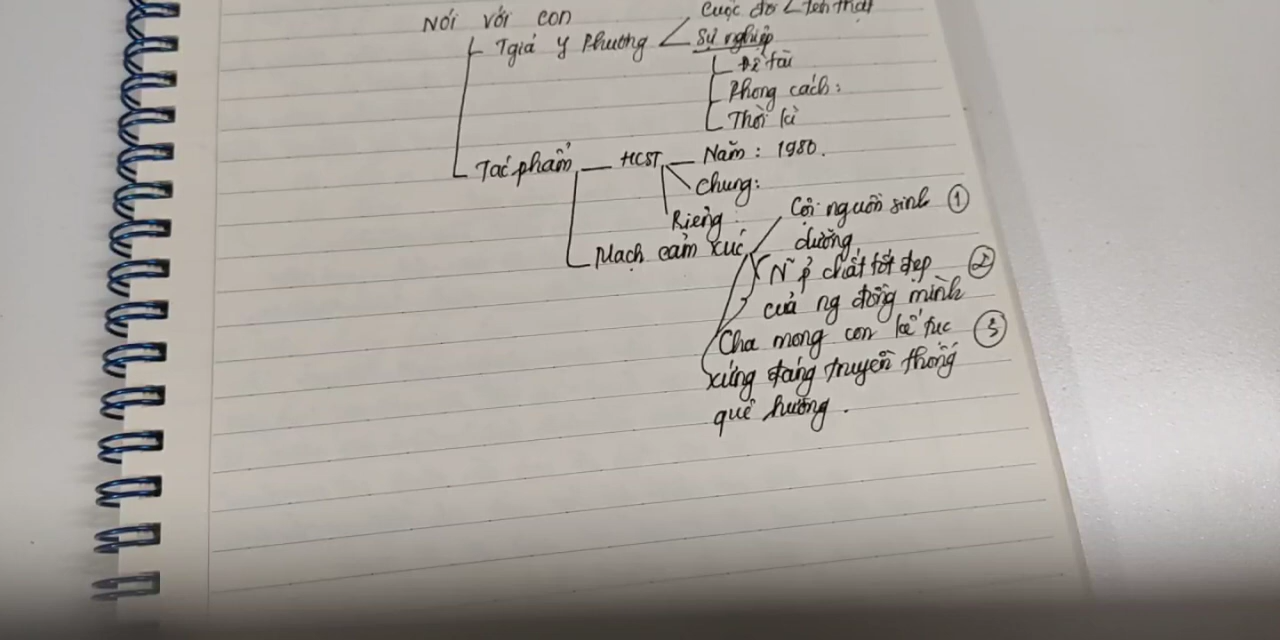 Nói với con
Cuộc đời tên thật
Tgiả Y Phương
Sự nghiệp
Đề tài
Phong cách:
Thời kì
Tác phẩm
HCST
Năm: 1980.
Chung:
Riêng:
Mạch cảm xúc
Cội nguồn sinh ①
dưỡng
N~ p/chất tốt đẹp ②
của ng đồng mình
Cha mong con kế tục ③
xứng đáng truyền thống
quê hương.